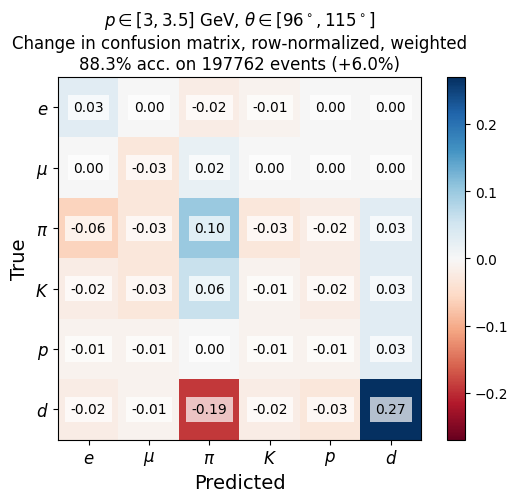 p ∈ [3, 3.5] GeV, θ ∈ [96°, 115°]
Change in confusion matrix, row-normalized, weighted
88.3% acc. on 197762 events (+6.0%)
e 0.03 0.00 -0.02 -0.01 0.00 0.00
μ 0.00 -0.03 0.02 0.00 0.00 0.00
π -0.06 -0.03 0.10 -0.03 -0.02 0.03
K -0.02 -0.03 0.06 -0.01 -0.02 0.03
p -0.01 -0.01 0.00 -0.01 -0.01 0.03
d -0.02 -0.01 -0.19 -0.02 -0.03 0.27
e μ π K p d
Predicted
True
0.2
0.1
0.0
−0.1
−0.2